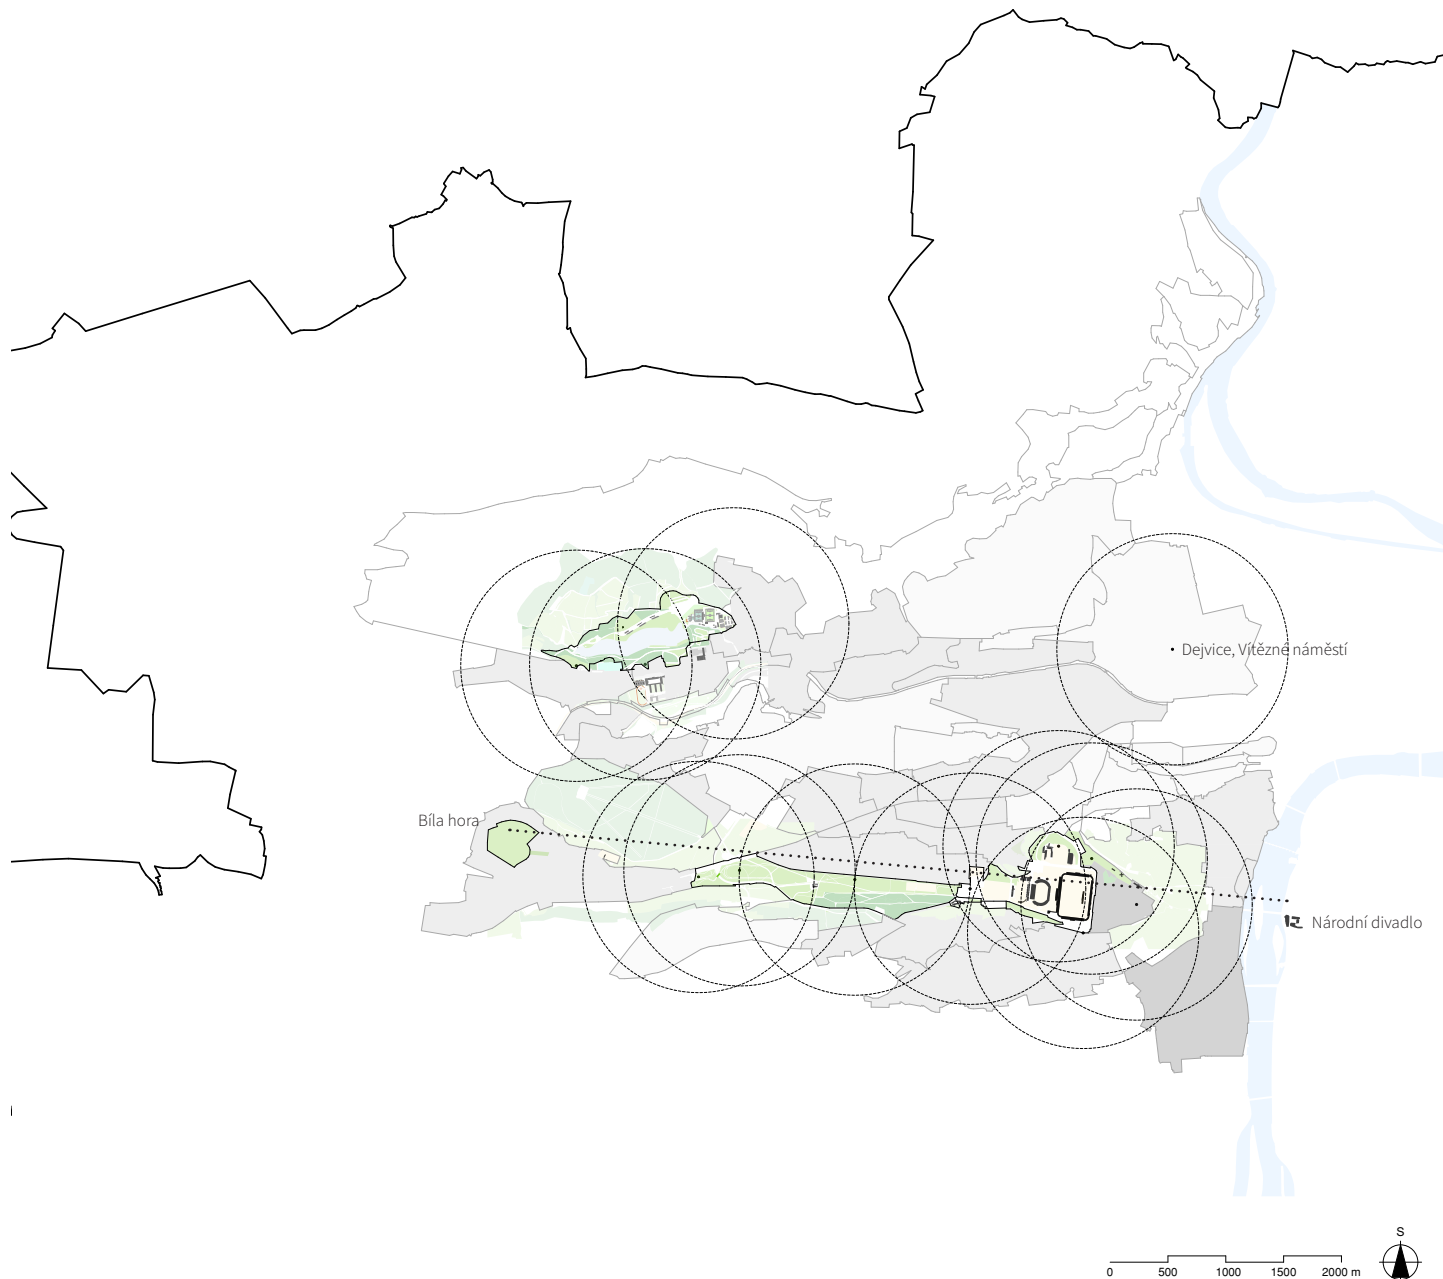 Dejvice, Vítězné náměstí
Bíla hora
Národní divadlo
S
0 500 1000 1500 2000 m